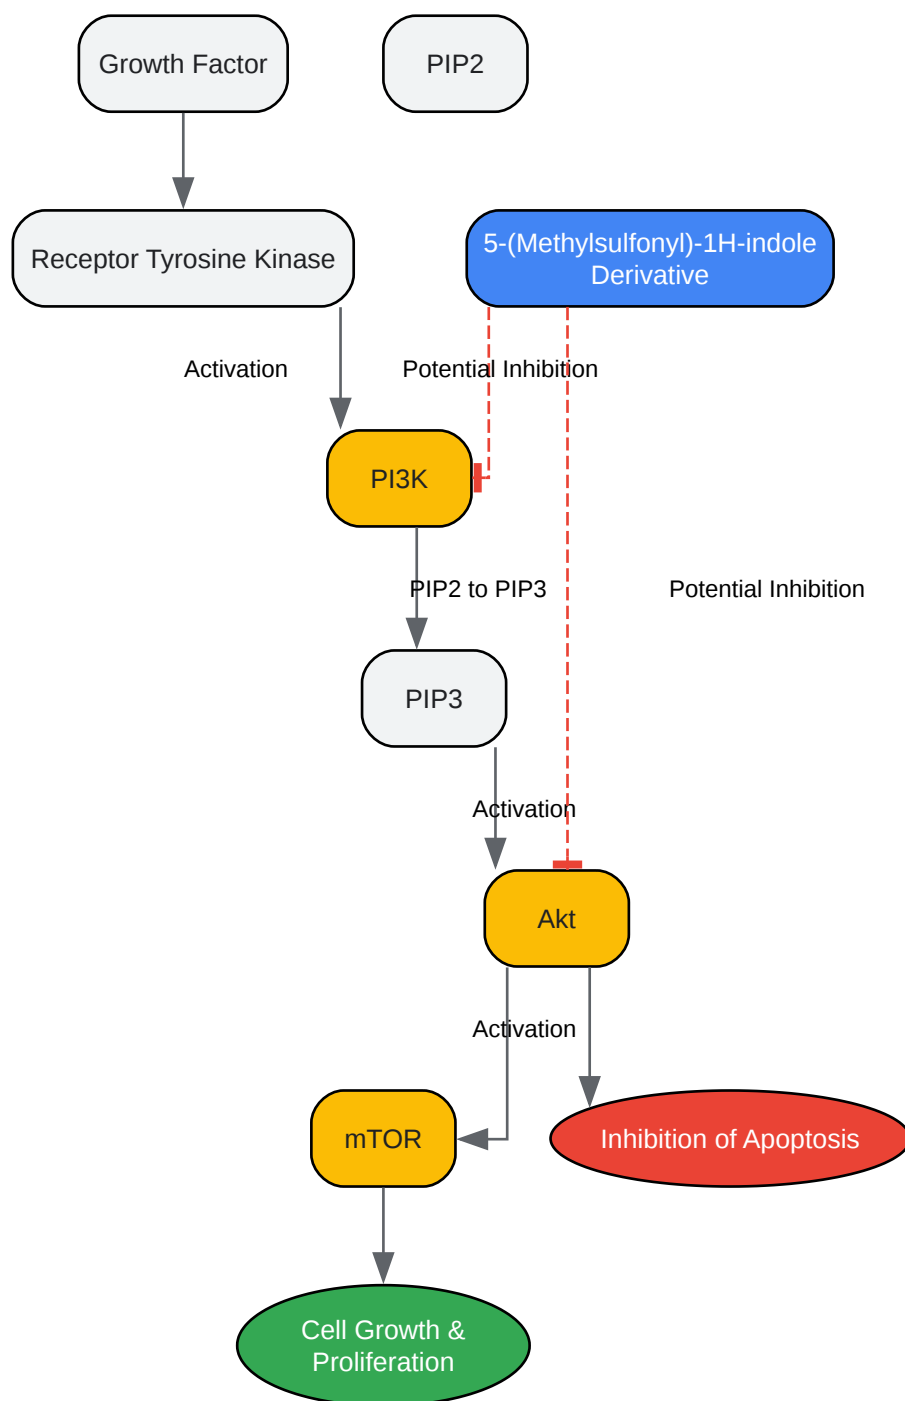 Growth Factor
PIP2
Receptor Tyrosine Kinase
5-(Methylsulfonyl)-1H-indole
Derivative
Activation
Potential Inhibition
PI3K
PIP2 to PIP3
Potential Inhibition
PIP3
Activation
Akt
Activation
mTOR
Inhibition of Apoptosis
Cell Growth &
Proliferation